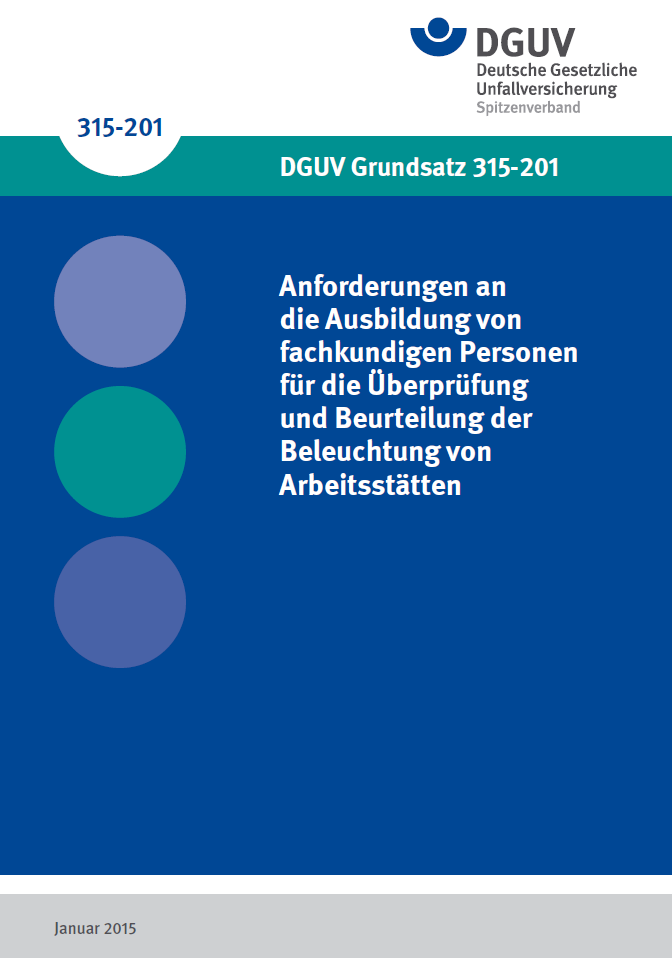 DGUV
Deutsche Gesetzliche
Unfallversicherung
Spitzenverband
315-201
DGUV Grundsatz 315-201
Anforderungen an
die Ausbildung von
fachkundigen Personen
für die Überprüfung
und Beurteilung der
Beleuchtung von
Arbeitsstätten
Januar 2015